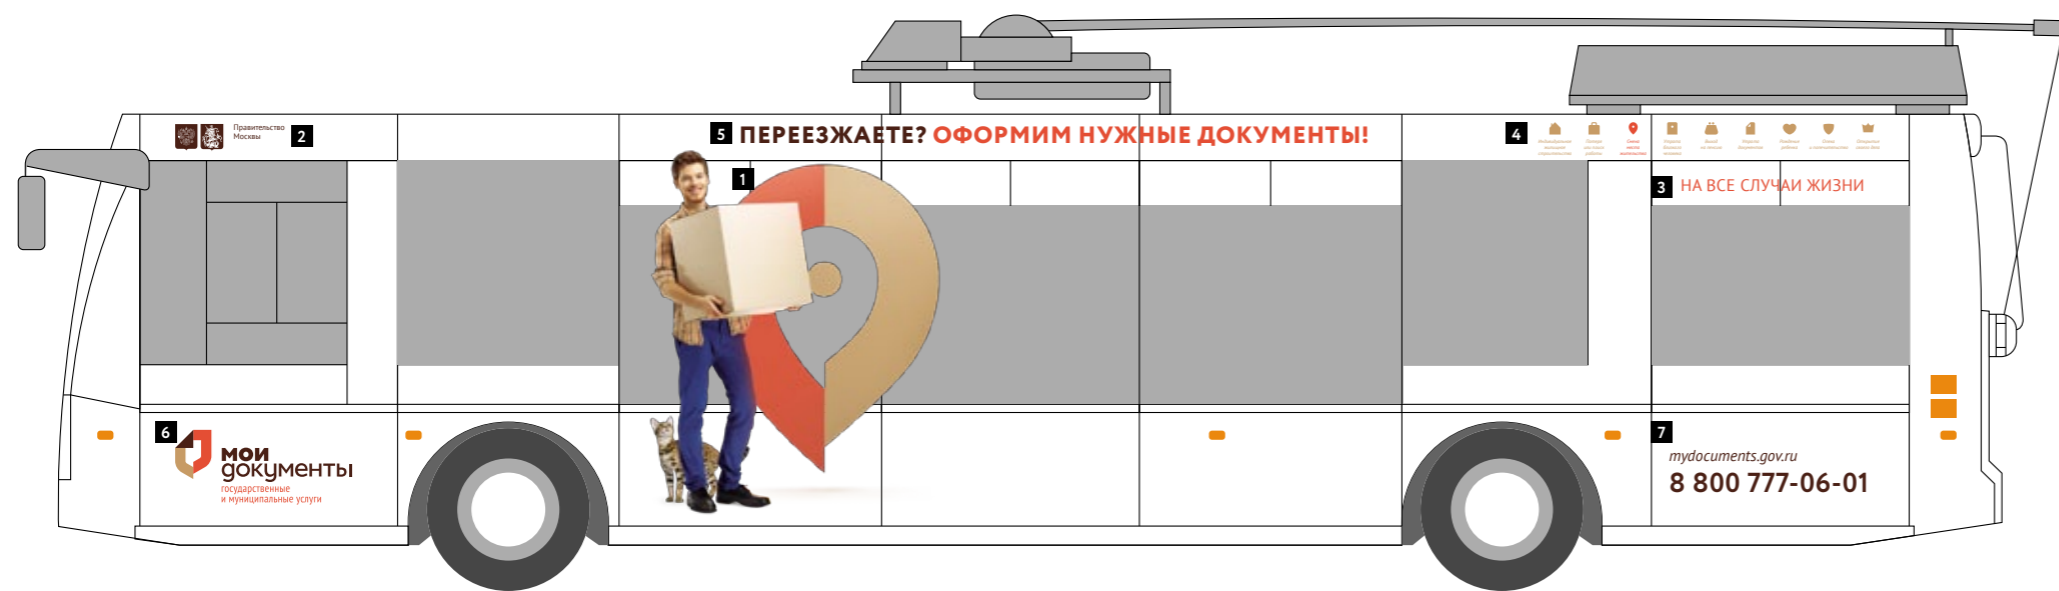 Правительство
Москвы
2
5 ПЕРЕЕЗЖАЕТЕ? ОФОРМИМ НУЖНЫЕ ДОКУМЕНТЫ!
4
1
3 НА ВСЕ СЛУЧАИ ЖИЗНИ
6
мои
документы
государственные
и муниципальные услуги
7
mydocuments.gov.ru
8 800 777-06-01